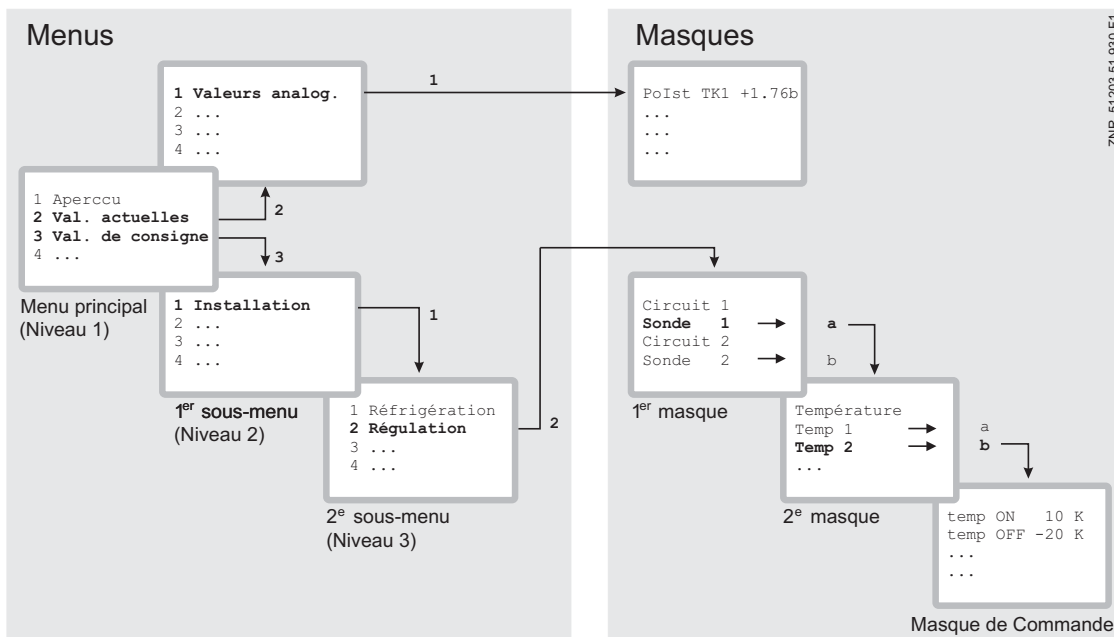 Menus
1 Valeurs analog.
2 ...
3 ...
4 ...
1
1 Aperccu
2 Val. actuelles
3 Val. de consigne
4 ...
2
3
Menu principal
(Niveau 1)
1 Installation
2 ...
3 ...
4 ...
1
1er sous-menu
(Niveau 2)
1 Réfrigération
2 Régulation
3 ...
4 ...
2
2e sous-menu
(Niveau 3)
Masques
PoIst TK1 +1.76b
...
...
...
Circuit 1
Sonde 1 → a
Circuit 2
Sonde 2 → b
1er masque
Température
Temp 1 → a
Temp 2 → b
...
2e masque
temp ON 10 K
temp OFF -20 K
...
...
Masque de Commande
ZNR. 51203 51 930 F1